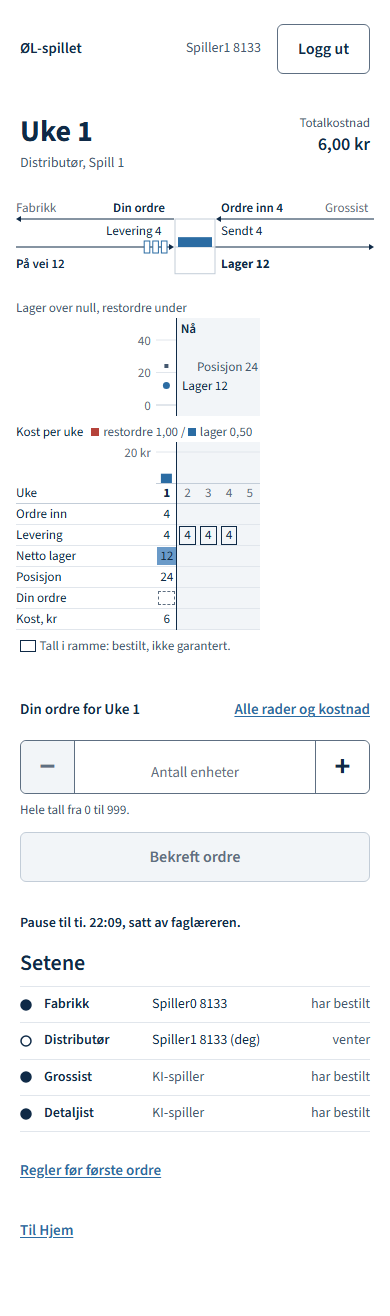 ØL-spillet
Spiller1 8133
Logg ut
Uke 1
Totalkostnad
6,00 kr
Distributør, Spill 1
Fabrikk
Din ordre
Ordre inn 4
Grossist
Levering 4
Sendt 4
På vei 12
Lager 12
Lager over null, restordre under
Nå
40
Posisjon 24
20
Lager 12
0
Kost per uke restordre 1,00 / lager 0,50
20 kr
Uke 1 2 3 4 5
Ordre inn 4
Levering 4 4 4 4
Netto lager 12
Posisjon 24
Din ordre
Kost, kr 6
Tall i ramme: bestilt, ikke garantert.
Din ordre for Uke 1
Alle rader og kostnad
− Antall enheter +
Hele tall fra 0 til 999.
Bekreft ordre
Pause til ti. 22:09, satt av faglæreren.
Setene
Fabrikk Spiller0 8133 har bestilt
Distributør Spiller1 8133 (deg) venter
Grossist KI-spiller har bestilt
Detaljist KI-spiller har bestilt
Regler før første ordre
Til Hjem